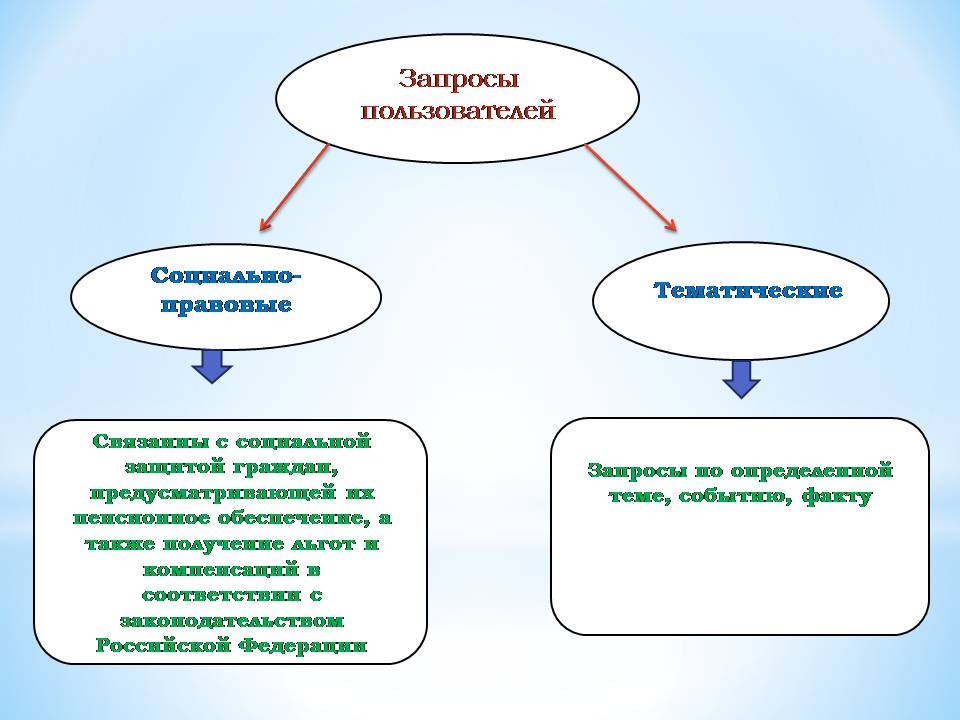 Запросы
пользователей
Социально-
правовые
Тематические
Связанны с социальной
защитой граждан,
предусматривающей их
пенсионное обеспечение, а
также получение льгот и
компенсаций в
соответствии с
законодательством
Российской Федерации
Запросы по определенной
теме, событию, факту